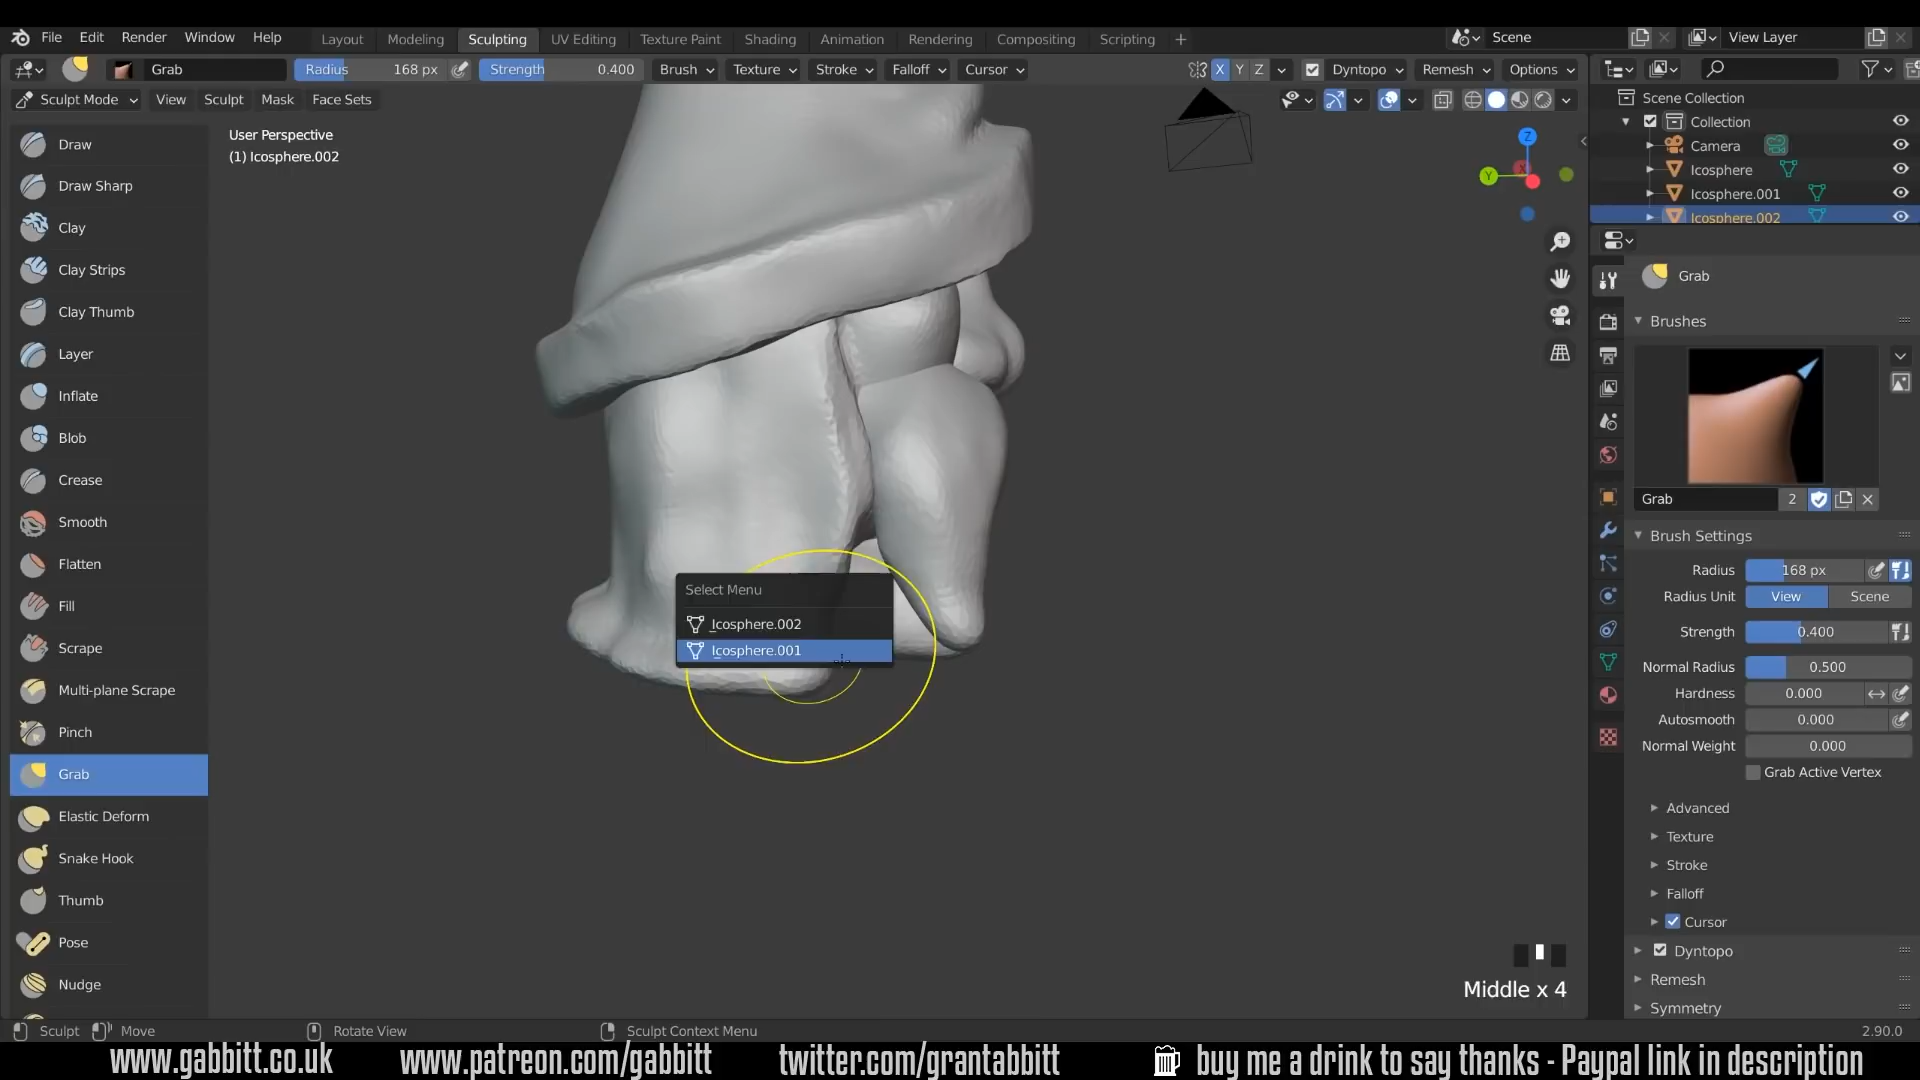 File Edit Render Window Help
Layout Modeling Sculpting UV Editing Texture Paint Shading Animation Rendering Compositing Scripting +
Scene
View Layer
Grab
Radius 168 px
Strength 0.400
Brush Texture Stroke Falloff Cursor
X Y Z
Dyntopo Remesh Options
Sculpt Mode View Sculpt Mask Face Sets
User Perspective
(1) Icosphere.002
Draw
Draw Sharp
Clay
Clay Strips
Clay Thumb
Layer
Inflate
Blob
Crease
Smooth
Flatten
Fill
Scrape
Multi-plane Scrape
Pinch
Grab
Elastic Deform
Snake Hook
Thumb
Pose
Nudge
Z
Y
X
Select Menu
Icosphere.002
Icosphere.001
Middle x 4
Scene Collection
Collection
Camera
Icosphere
Icosphere.001
Icosphere.002
Grab
Brushes
Grab 2
Brush Settings
Radius 168 px
Radius Unit View Scene
Strength 0.400
Normal Radius 0.500
Hardness 0.000
Autosmooth 0.000
Normal Weight 0.000
Grab Active Vertex
Advanced
Texture
Stroke
Falloff
Cursor
Dyntopo
Remesh
Symmetry
Sculpt Move Rotate View Sculpt Context Menu 2.90.0
www.gabbitt.co.uk www.patreon.com/gabbitt twitter.com/grantabbitt buy me a drink to say thanks - Paypal link in description